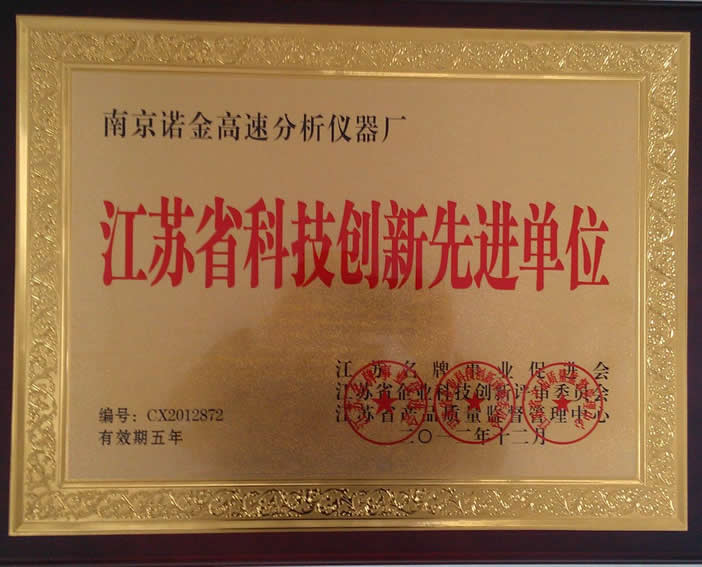 南京诺金高速分析仪器厂
江苏省科技创新先进单位
江苏名牌事业促进会
江苏省企业科技创新评审委员会
江苏省产品质量监督管理中心
编号：CX2012872
有效期五年
二〇一二年十二月